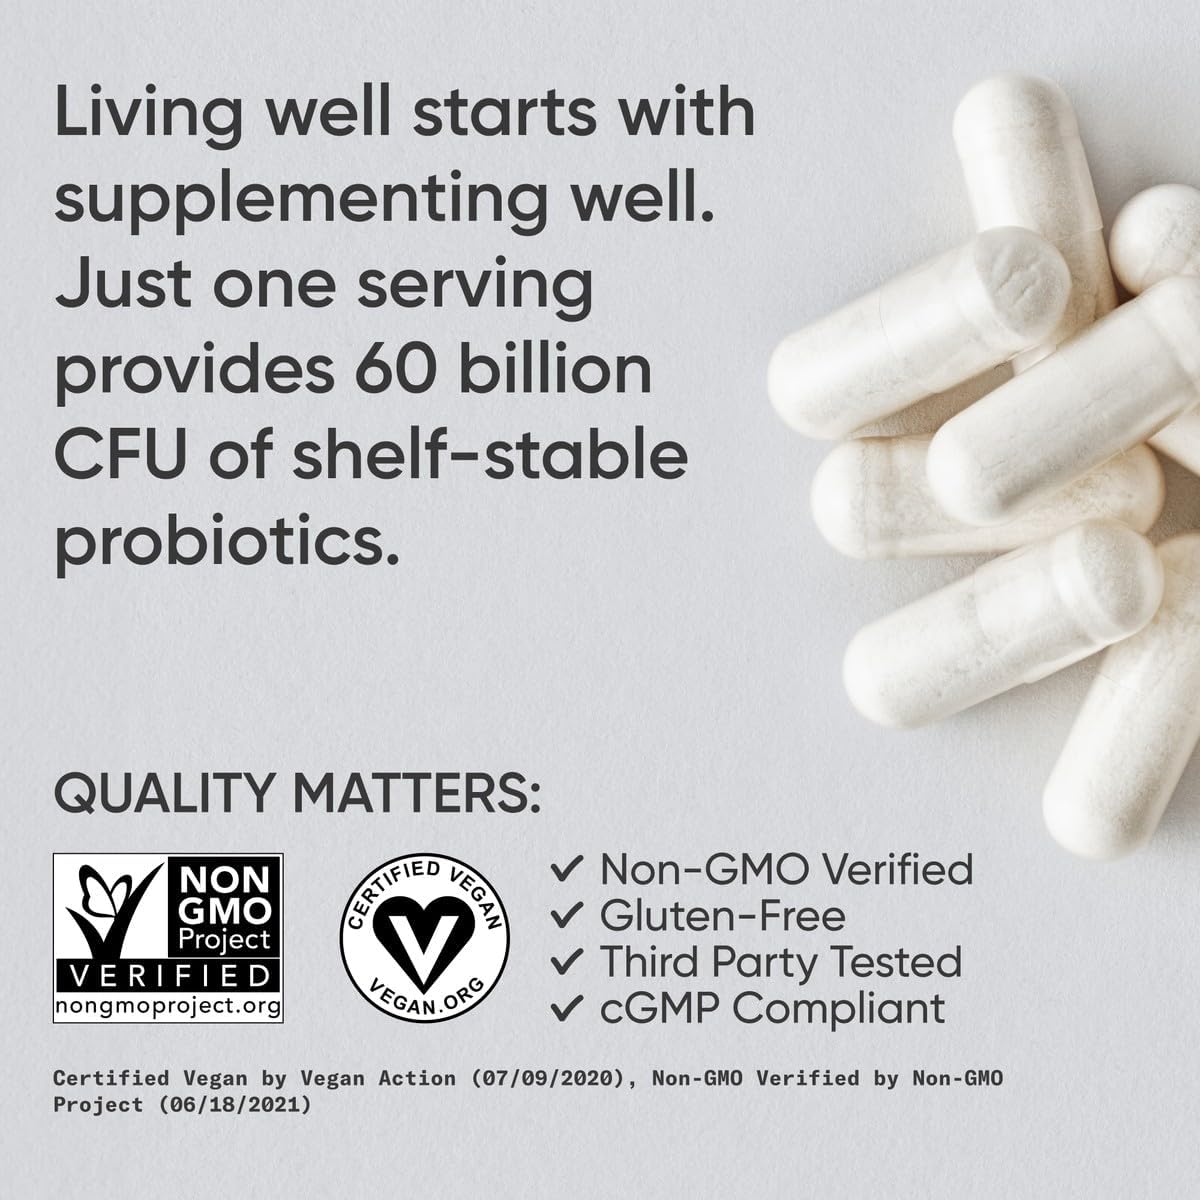 Living well starts with
supplementing well.
Just one serving
provides 60 billion
CFU of shelf-stable
probiotics.
QUALITY MATTERS:
NON
GMO
Project
VERIFIED
nongmoproject.org
CERTIFIED VEGAN
V
VEGAN.ORG
✓ Non-GMO Verified
✓ Gluten-Free
✓ Third Party Tested
✓ cGMP Compliant
Certified Vegan by Vegan Action (07/09/2020), Non-GMO Verified by Non-GMO
Project (06/18/2021)